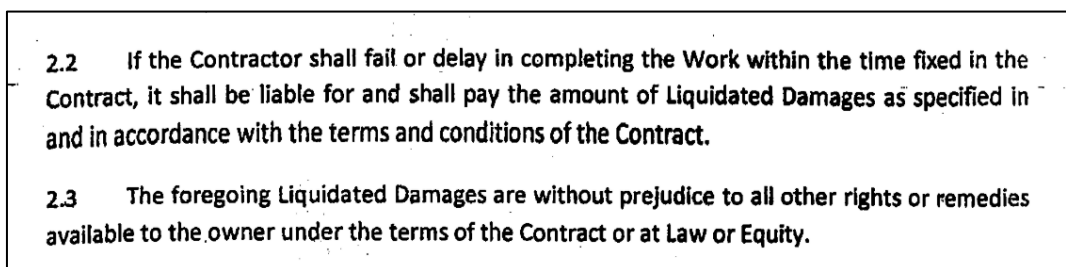 2.2 If the Contractor shall fail or delay in completing the Work within the time fixed in the
Contract, it shall be liable for and shall pay the amount of Liquidated Damages as specified in
and in accordance with the terms and conditions of the Contract.
2.3 The foregoing Liquidated Damages are without prejudice to all other rights or remedies
available to the owner under the terms of the Contract or at Law or Equity.